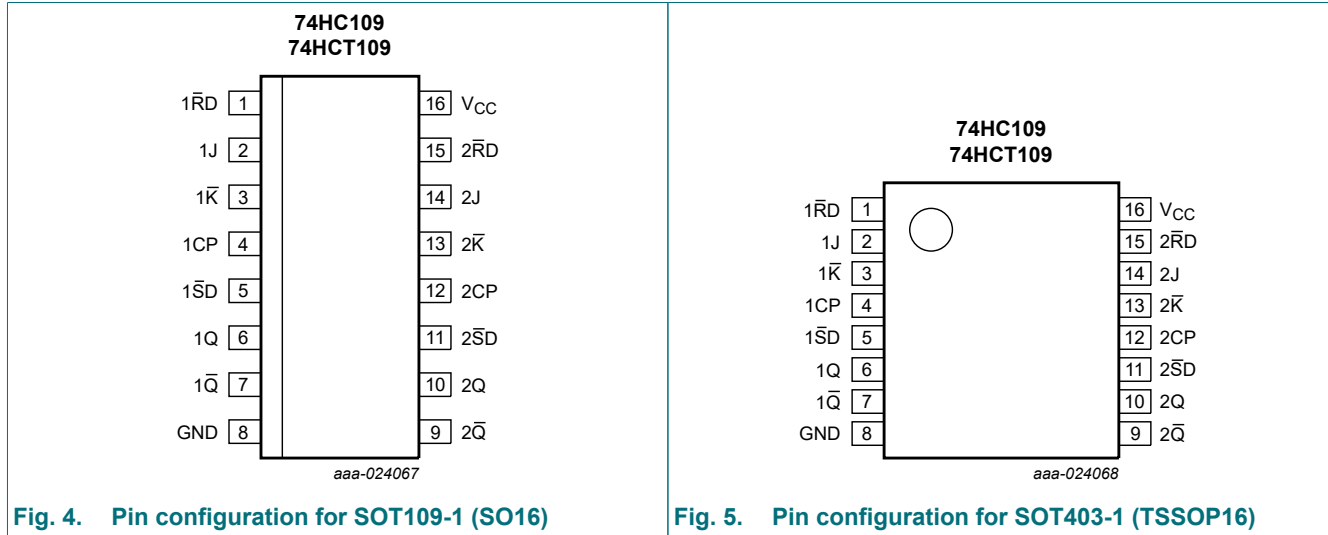 74HC109
74HCT109
1R̅D 1
16 VCC
1J 2
15 2R̅D
1K̅ 3
14 2J
1CP 4
13 2K̅
1S̅D 5
12 2CP
1Q 6
11 2S̅D
1Q̅ 7
10 2Q
GND 8
9 2Q̅
aaa-024067
Fig. 4. Pin configuration for SOT109-1 (SO16)
74HC109
74HCT109
1R̅D 1
16 VCC
1J 2
15 2R̅D
1K̅ 3
14 2J
1CP 4
13 2K̅
1S̅D 5
12 2CP
1Q 6
11 2S̅D
1Q̅ 7
10 2Q
GND 8
9 2Q̅
aaa-024068
Fig. 5. Pin configuration for SOT403-1 (TSSOP16)